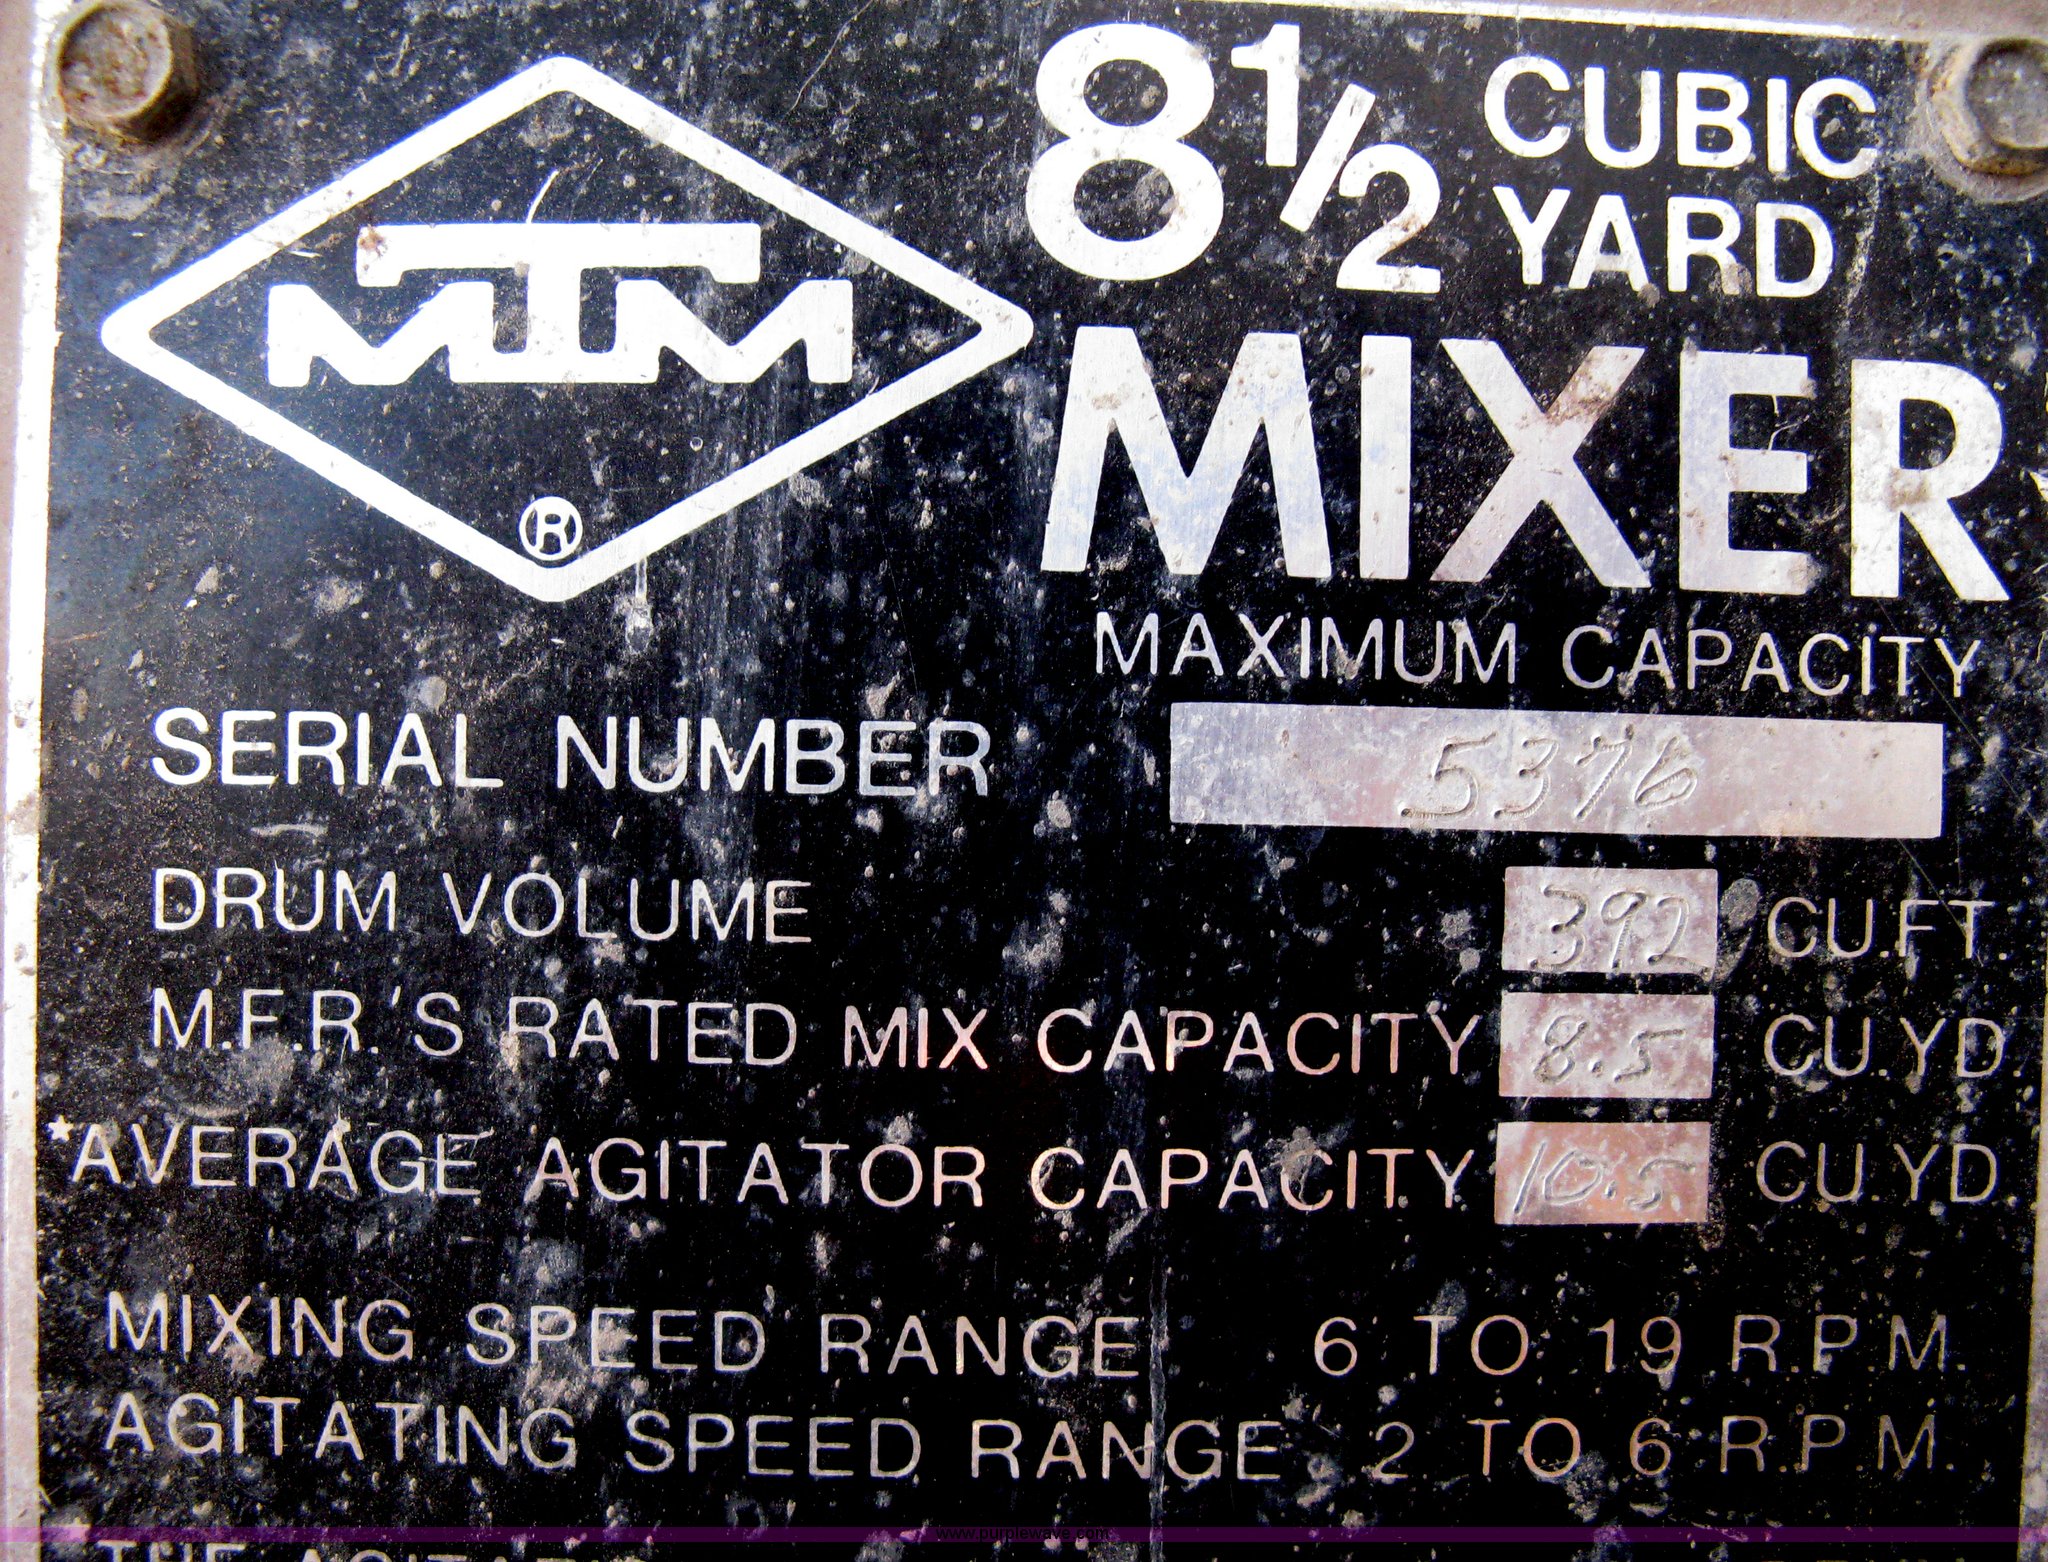 MTM
®
8 1/2 CUBIC YARD
MIXER
MAXIMUM CAPACITY
SERIAL NUMBER 5376
DRUM VOLUME 392 CU.FT.
M.F.R.'S RATED MIX CAPACITY 8.5 CU.YD.
*AVERAGE AGITATOR CAPACITY 10.5 CU.YD.
MIXING SPEED RANGE 6 TO 19 R.P.M.
AGITATING SPEED RANGE 2 TO 6 R.P.M.
www.purplewave.com